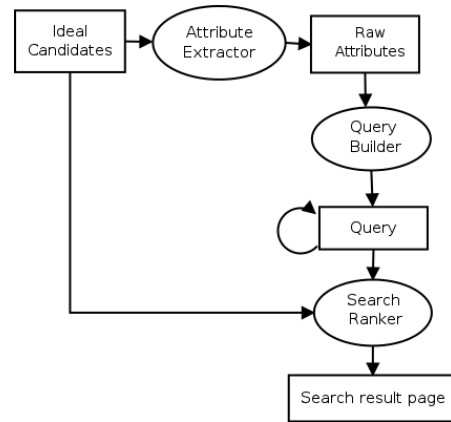 Ideal
Candidates
Attribute
Extractor
Raw
Attributes
Query
Builder
Query
Search
Ranker
Search result page